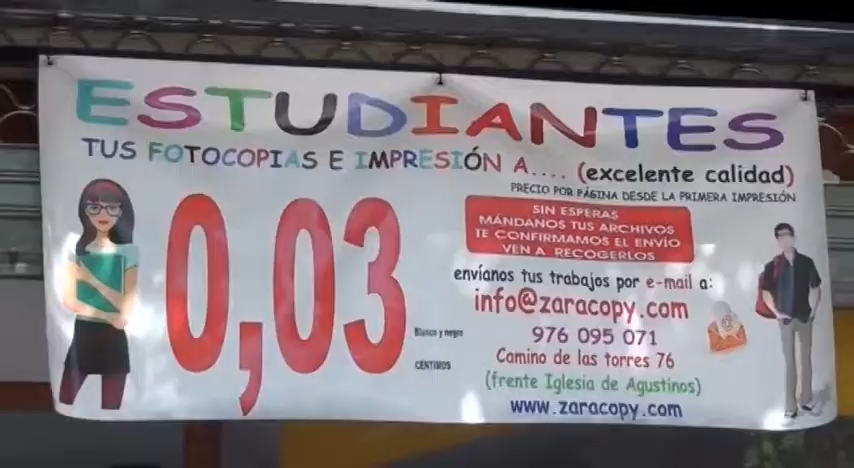 ESTUDIANTES
TUS FOTOCOPIAS E IMPRESIÓN A.... (excelente calidad)
PRECIO POR PÁGINA DESDE LA PRIMERA IMPRESIÓN
0,03
Blanco y negro
CÉNTIMOS
SIN ESPERAS
MÁNDANOS TUS ARCHIVOS
TE CONFIRMAMOS EL ENVÍO
VEN A RECOGERLOS
envíanos tus trabajos por e-mail a:
info@zaracopy.com
976 095 071
Camino de las torres 76
(frente Iglesia de Agustinos)
www.zaracopy.com